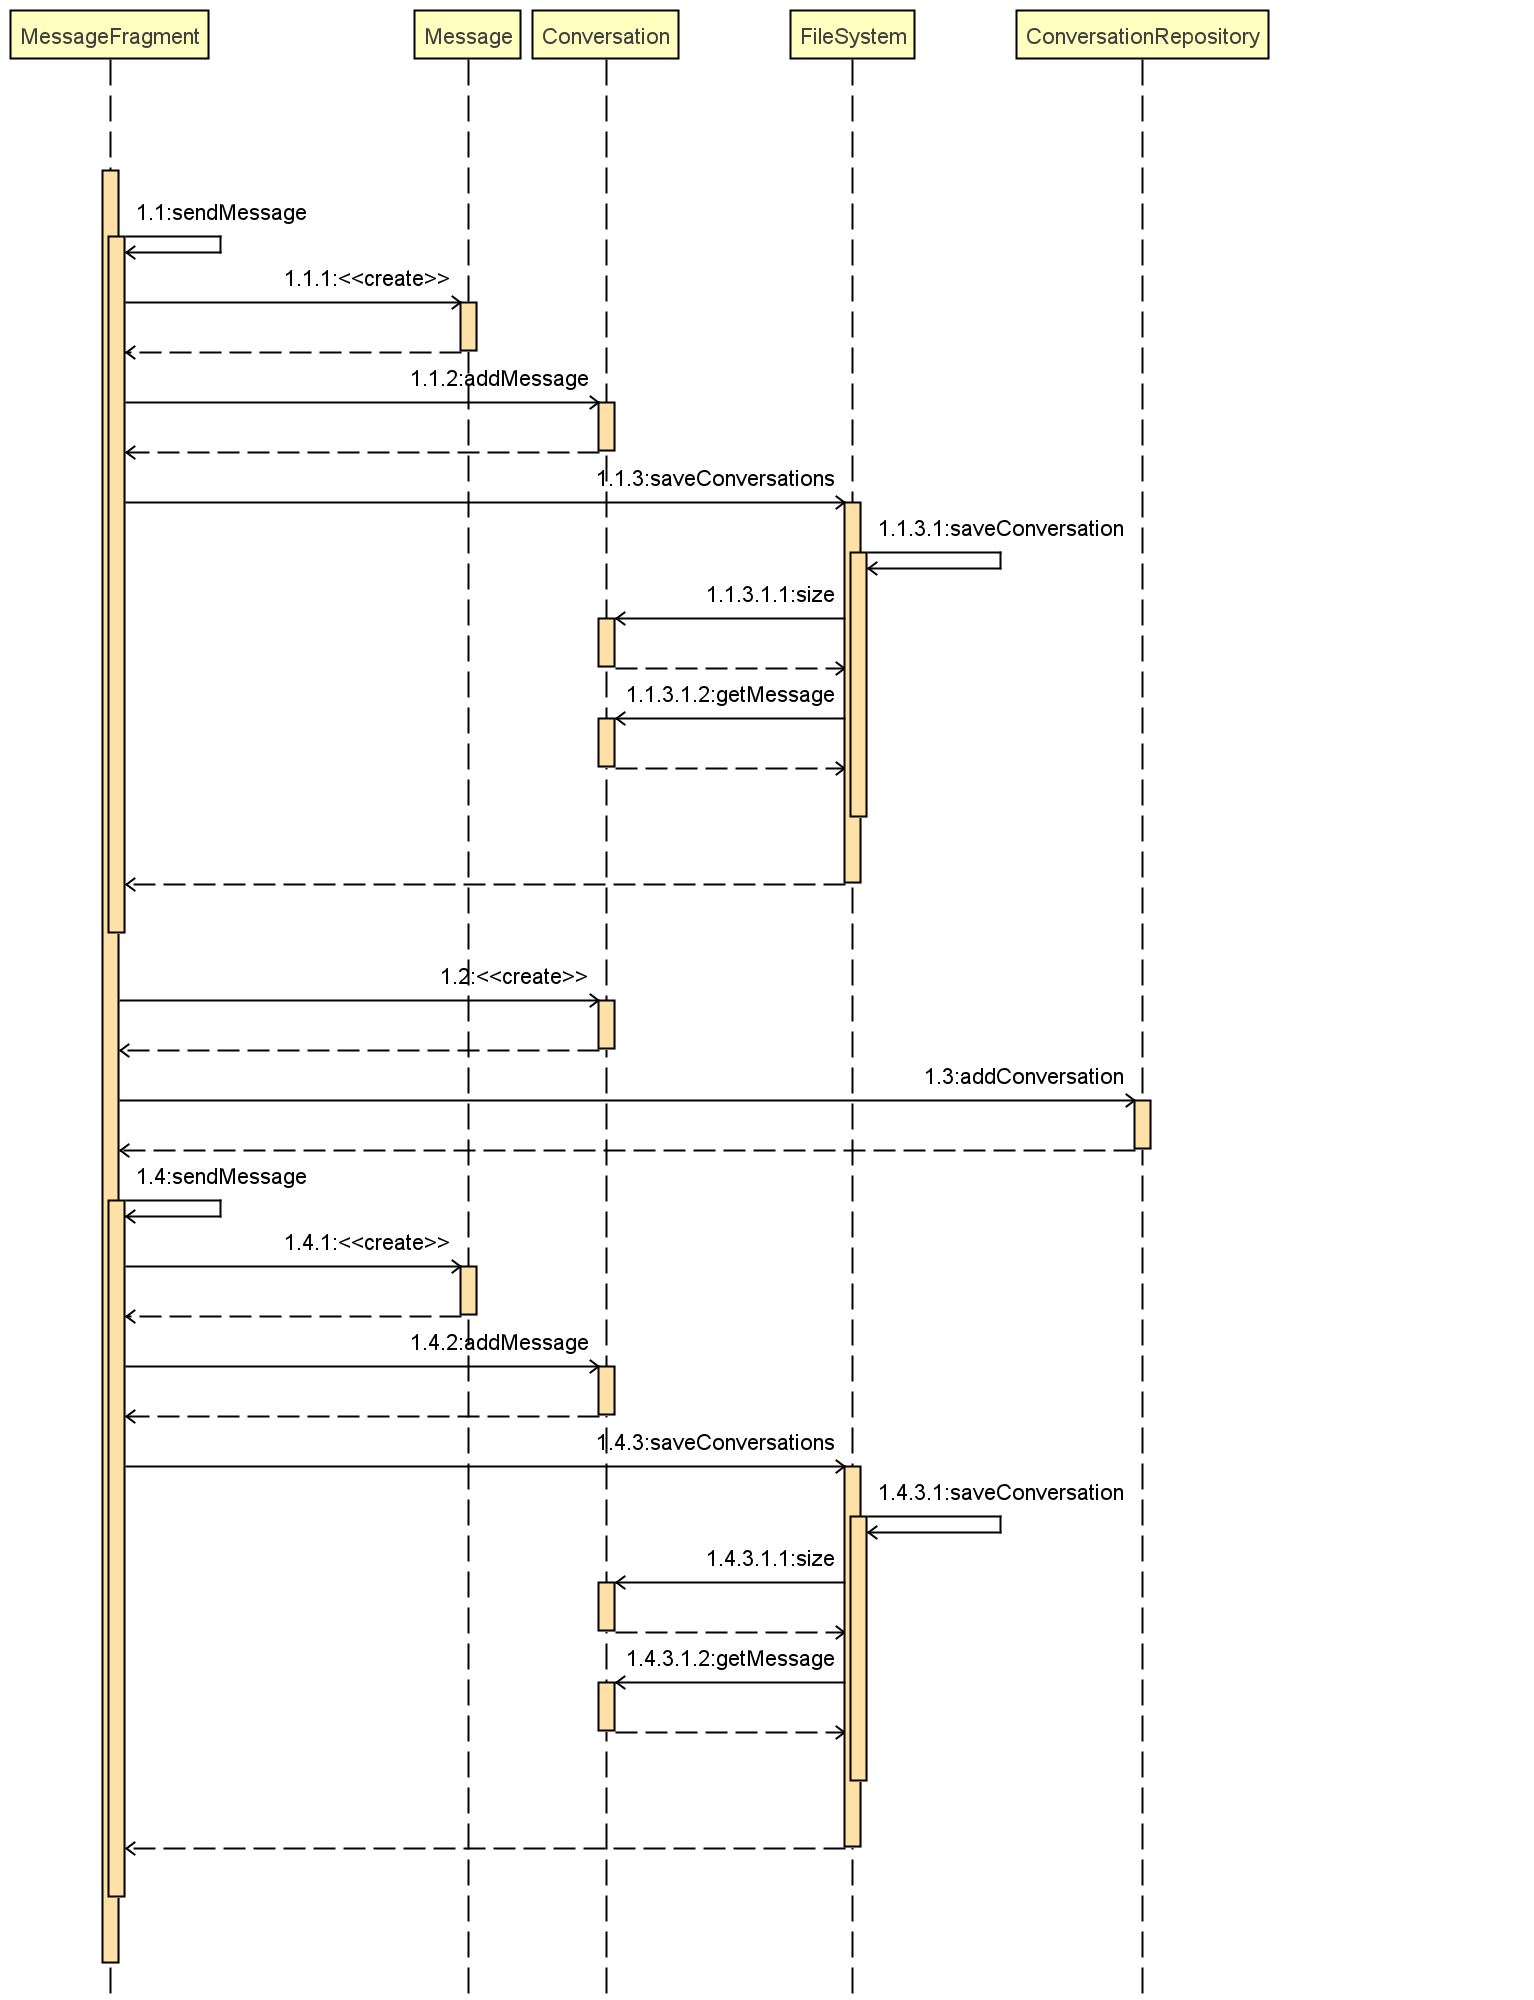 MessageFragment
Message
Conversation
FileSystem
ConversationRepository
1.1:sendMessage
1.1.1:<<create>>
1.1.2:addMessage
1.1.3:saveConversations
1.1.3.1:saveConversation
1.1.3.1.1:size
1.1.3.1.2:getMessage
1.2:<<create>>
1.3:addConversation
1.4:sendMessage
1.4.1:<<create>>
1.4.2:addMessage
1.4.3:saveConversations
1.4.3.1:saveConversation
1.4.3.1.1:size
1.4.3.1.2:getMessage